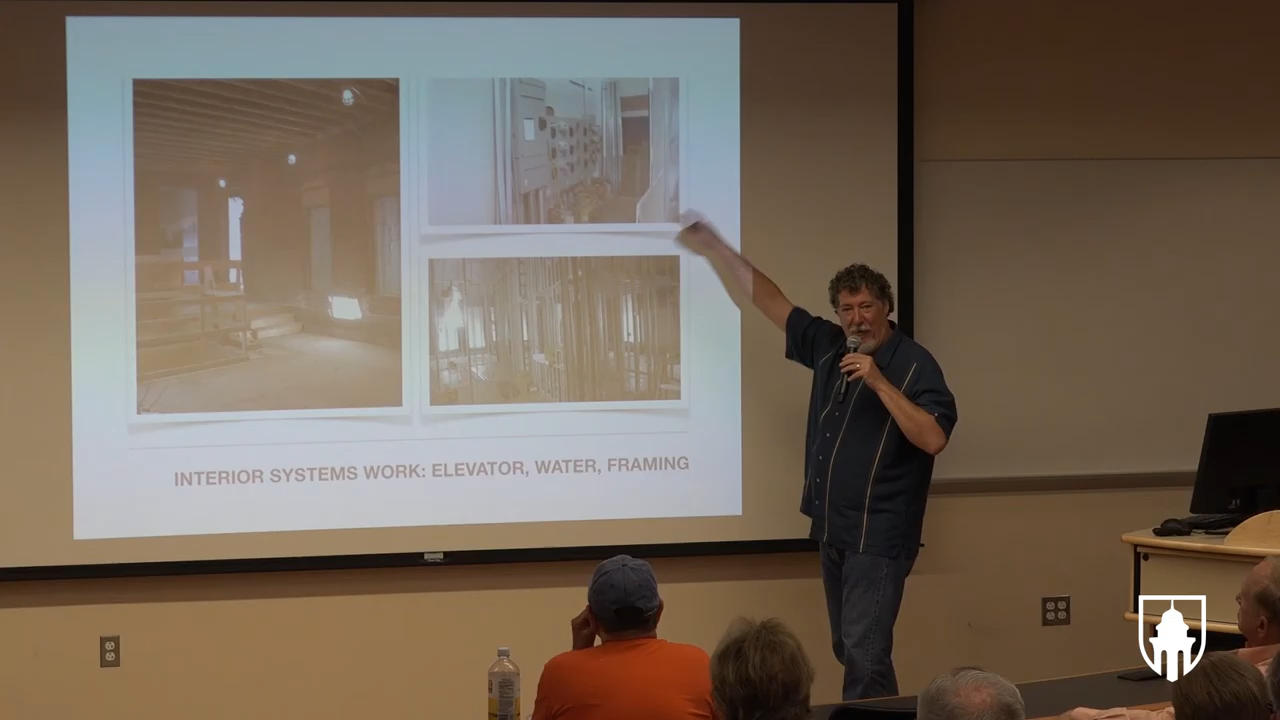 INTERIOR SYSTEMS WORK: ELEVATOR, WATER, FRAMING